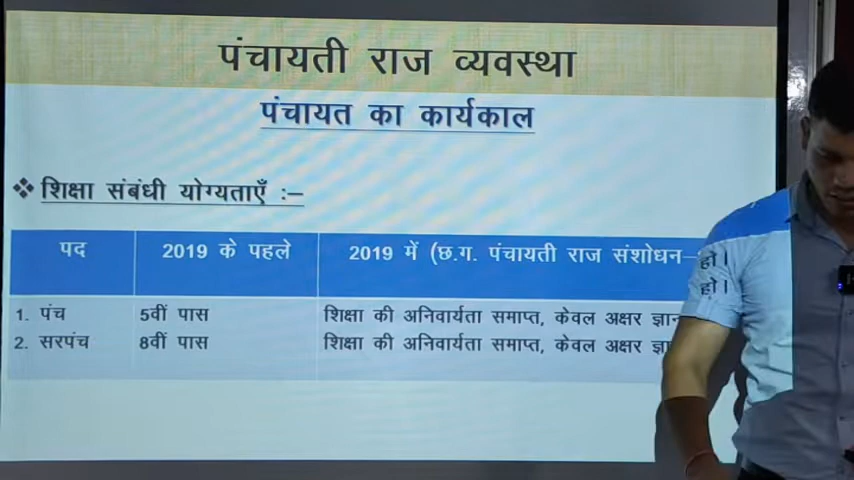 पंचायती राज व्यवस्था
पंचायत का कार्यकाल
❖ शिक्षा संबंधी योग्यताएँ :–
पद 2019 के पहले 2019 में (छ.ग. पंचायती राज संशोधन–
1. पंच 5वीं पास शिक्षा की अनिवार्यता समाप्त, केवल अक्षर हो।
2. सरपंच 8वीं पास शिक्षा की अनिवार्यता समाप्त, केवल अक्षर हो।